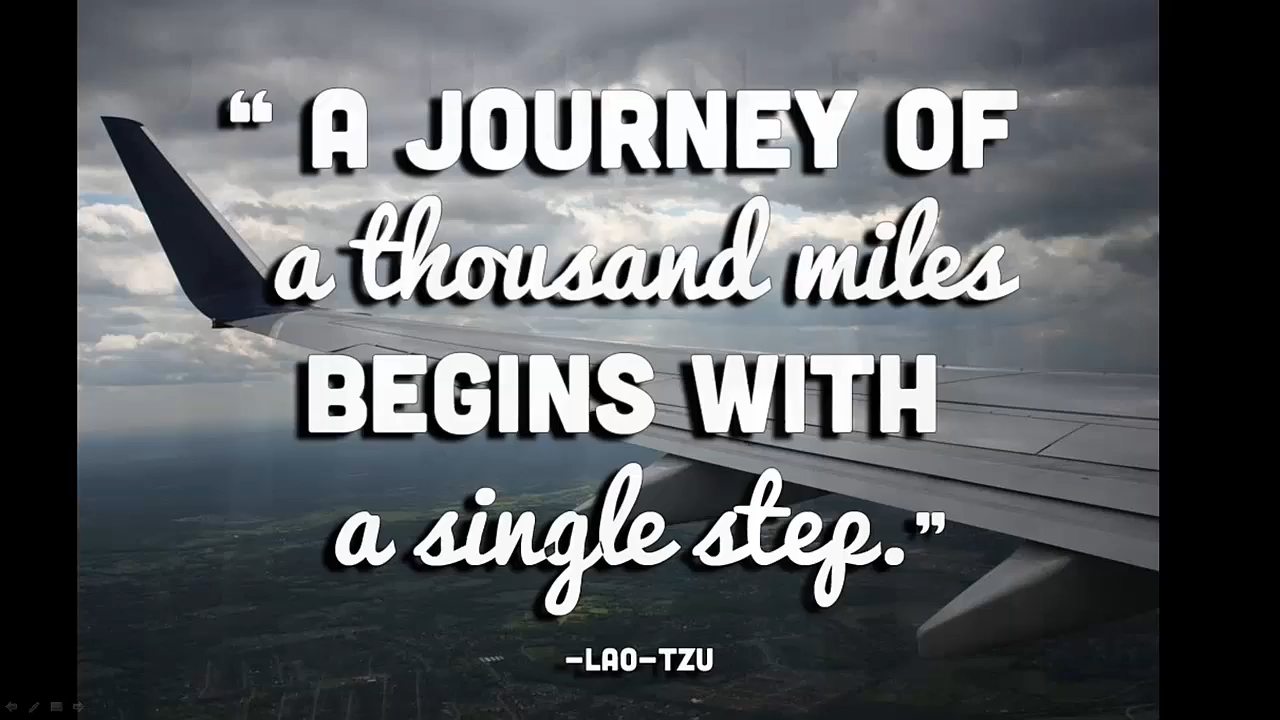 “ A JOURNEY OF
a thousand miles
BEGINS WITH
a single step.”
-LAO-TZU